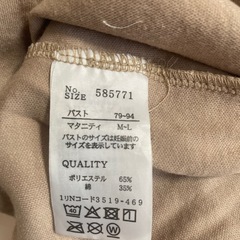 No. 585771
SIZE
バスト 79-94
マタニティ M-L
バストのサイズは妊娠前の
サイズを表示しています
QUALITY
ポリエステル 65%
綿 35%
1リNコード3519-469
40